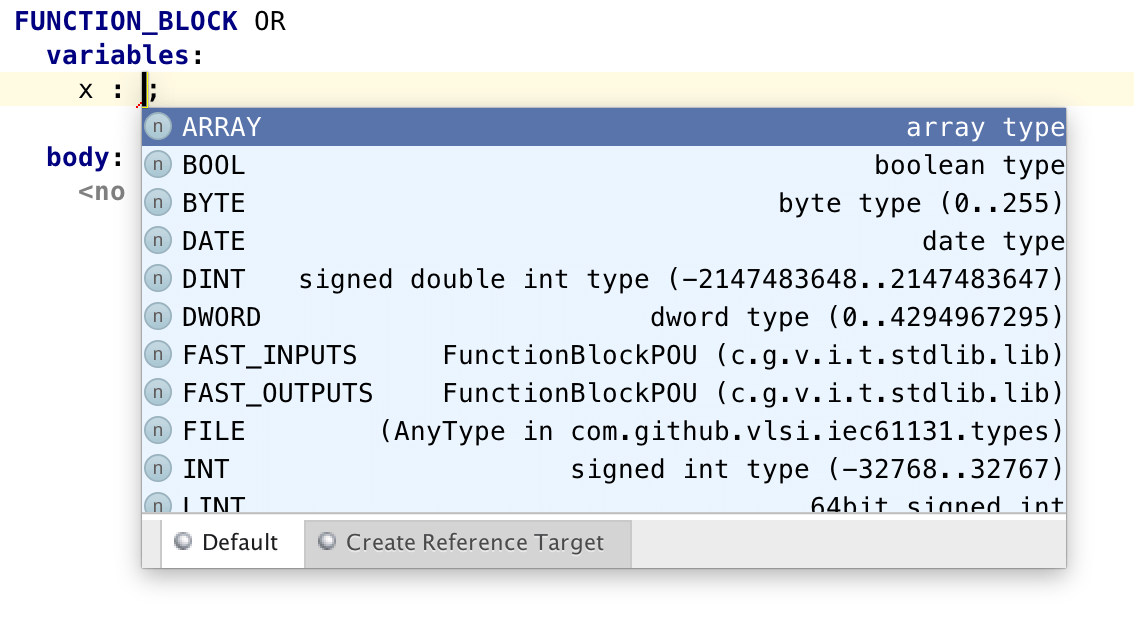 FUNCTION_BLOCK OR
variables:
x : ;
body:
<no
n ARRAY array type
n BOOL boolean type
n BYTE byte type (0..255)
n DATE date type
n DINT signed double int type (-2147483648..2147483647)
n DWORD dword type (0..4294967295)
n FAST_INPUTS FunctionBlockPOU (c.g.v.i.t.stdlib.lib)
n FAST_OUTPUTS FunctionBlockPOU (c.g.v.i.t.stdlib.lib)
n FILE (AnyType in com.github.vlsi.iec61131.types)
n INT signed int type (-32768..32767)
n LINT 64bit signed int
Default Create Reference Target